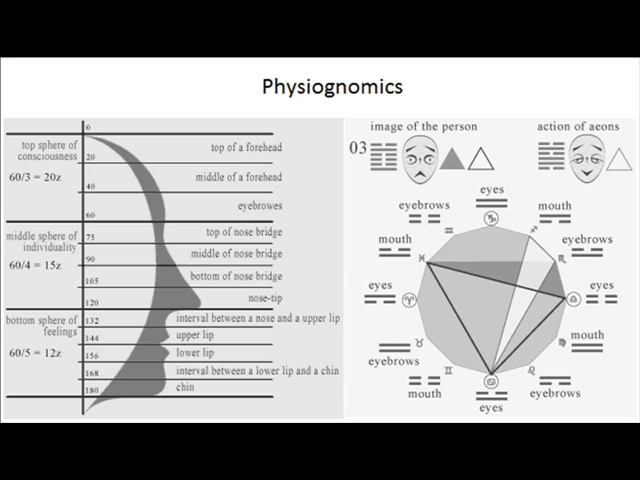 Physiognomics
0
top sphere of
consciousness
20
60/3 = 20z
40
60
top of a forehead
middle of a forehead
eyebrowes
middle sphere of
individuality
75
60/4 = 15z
90
105
120
top of nose bridge
middle of nose bridge
bottom of nose bridge
nose-tip
bottom sphere of
feelings
132
144
60/5 = 12z
156
168
180
interval between a nose and a upper lip
upper lip
lower lip
interval between a lower lip and a chin
chin
image of the person
action of aeons
03
eyes
eyebrows
mouth
mouth
eyebrows
eyes
eyes
eyebrows
mouth
mouth
eyebrows
eyes